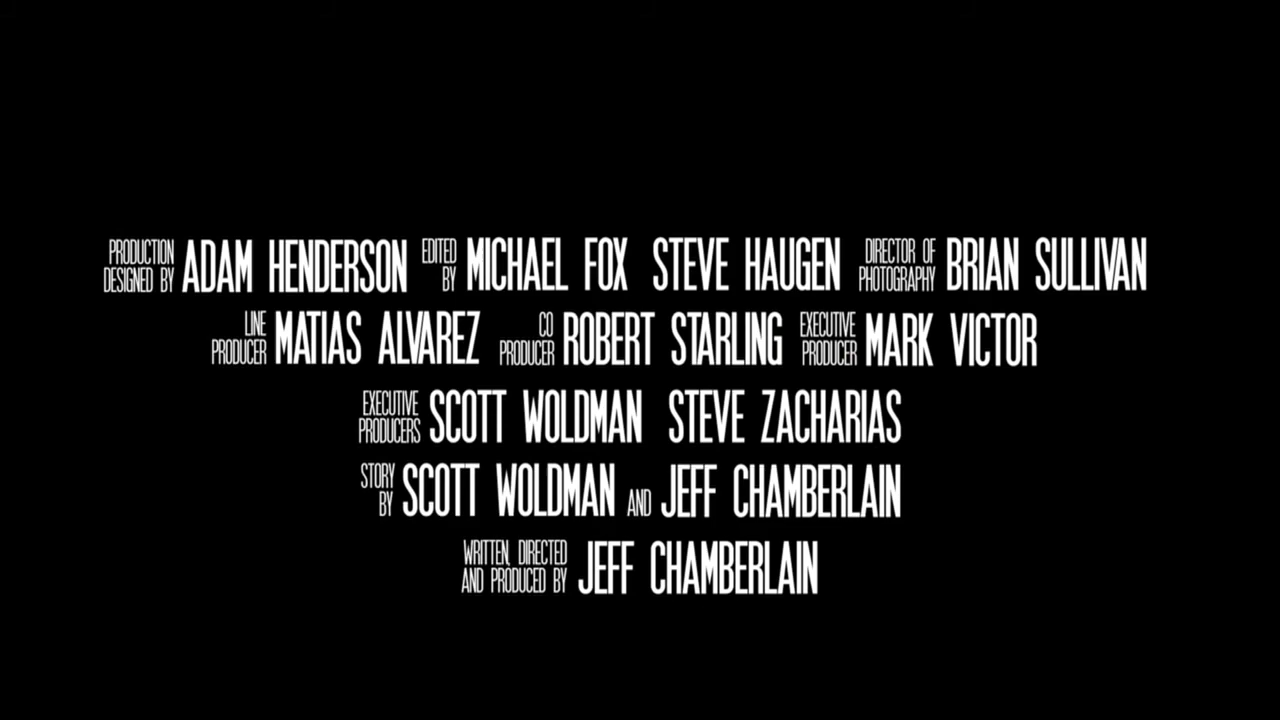 PRODUCTION DESIGNED BY ADAM HENDERSON EDITED BY MICHAEL FOX STEVE HAUGEN DIRECTOR OF PHOTOGRAPHY BRIAN SULLIVAN
LINE PRODUCER MATIAS ALVAREZ CO PRODUCER ROBERT STARLING EXECUTIVE PRODUCER MARK VICTOR
EXECUTIVE PRODUCERS SCOTT WOLDMAN STEVE ZACHARIAS
STORY BY SCOTT WOLDMAN AND JEFF CHAMBERLAIN
WRITTEN, DIRECTED AND PRODUCED BY JEFF CHAMBERLAIN